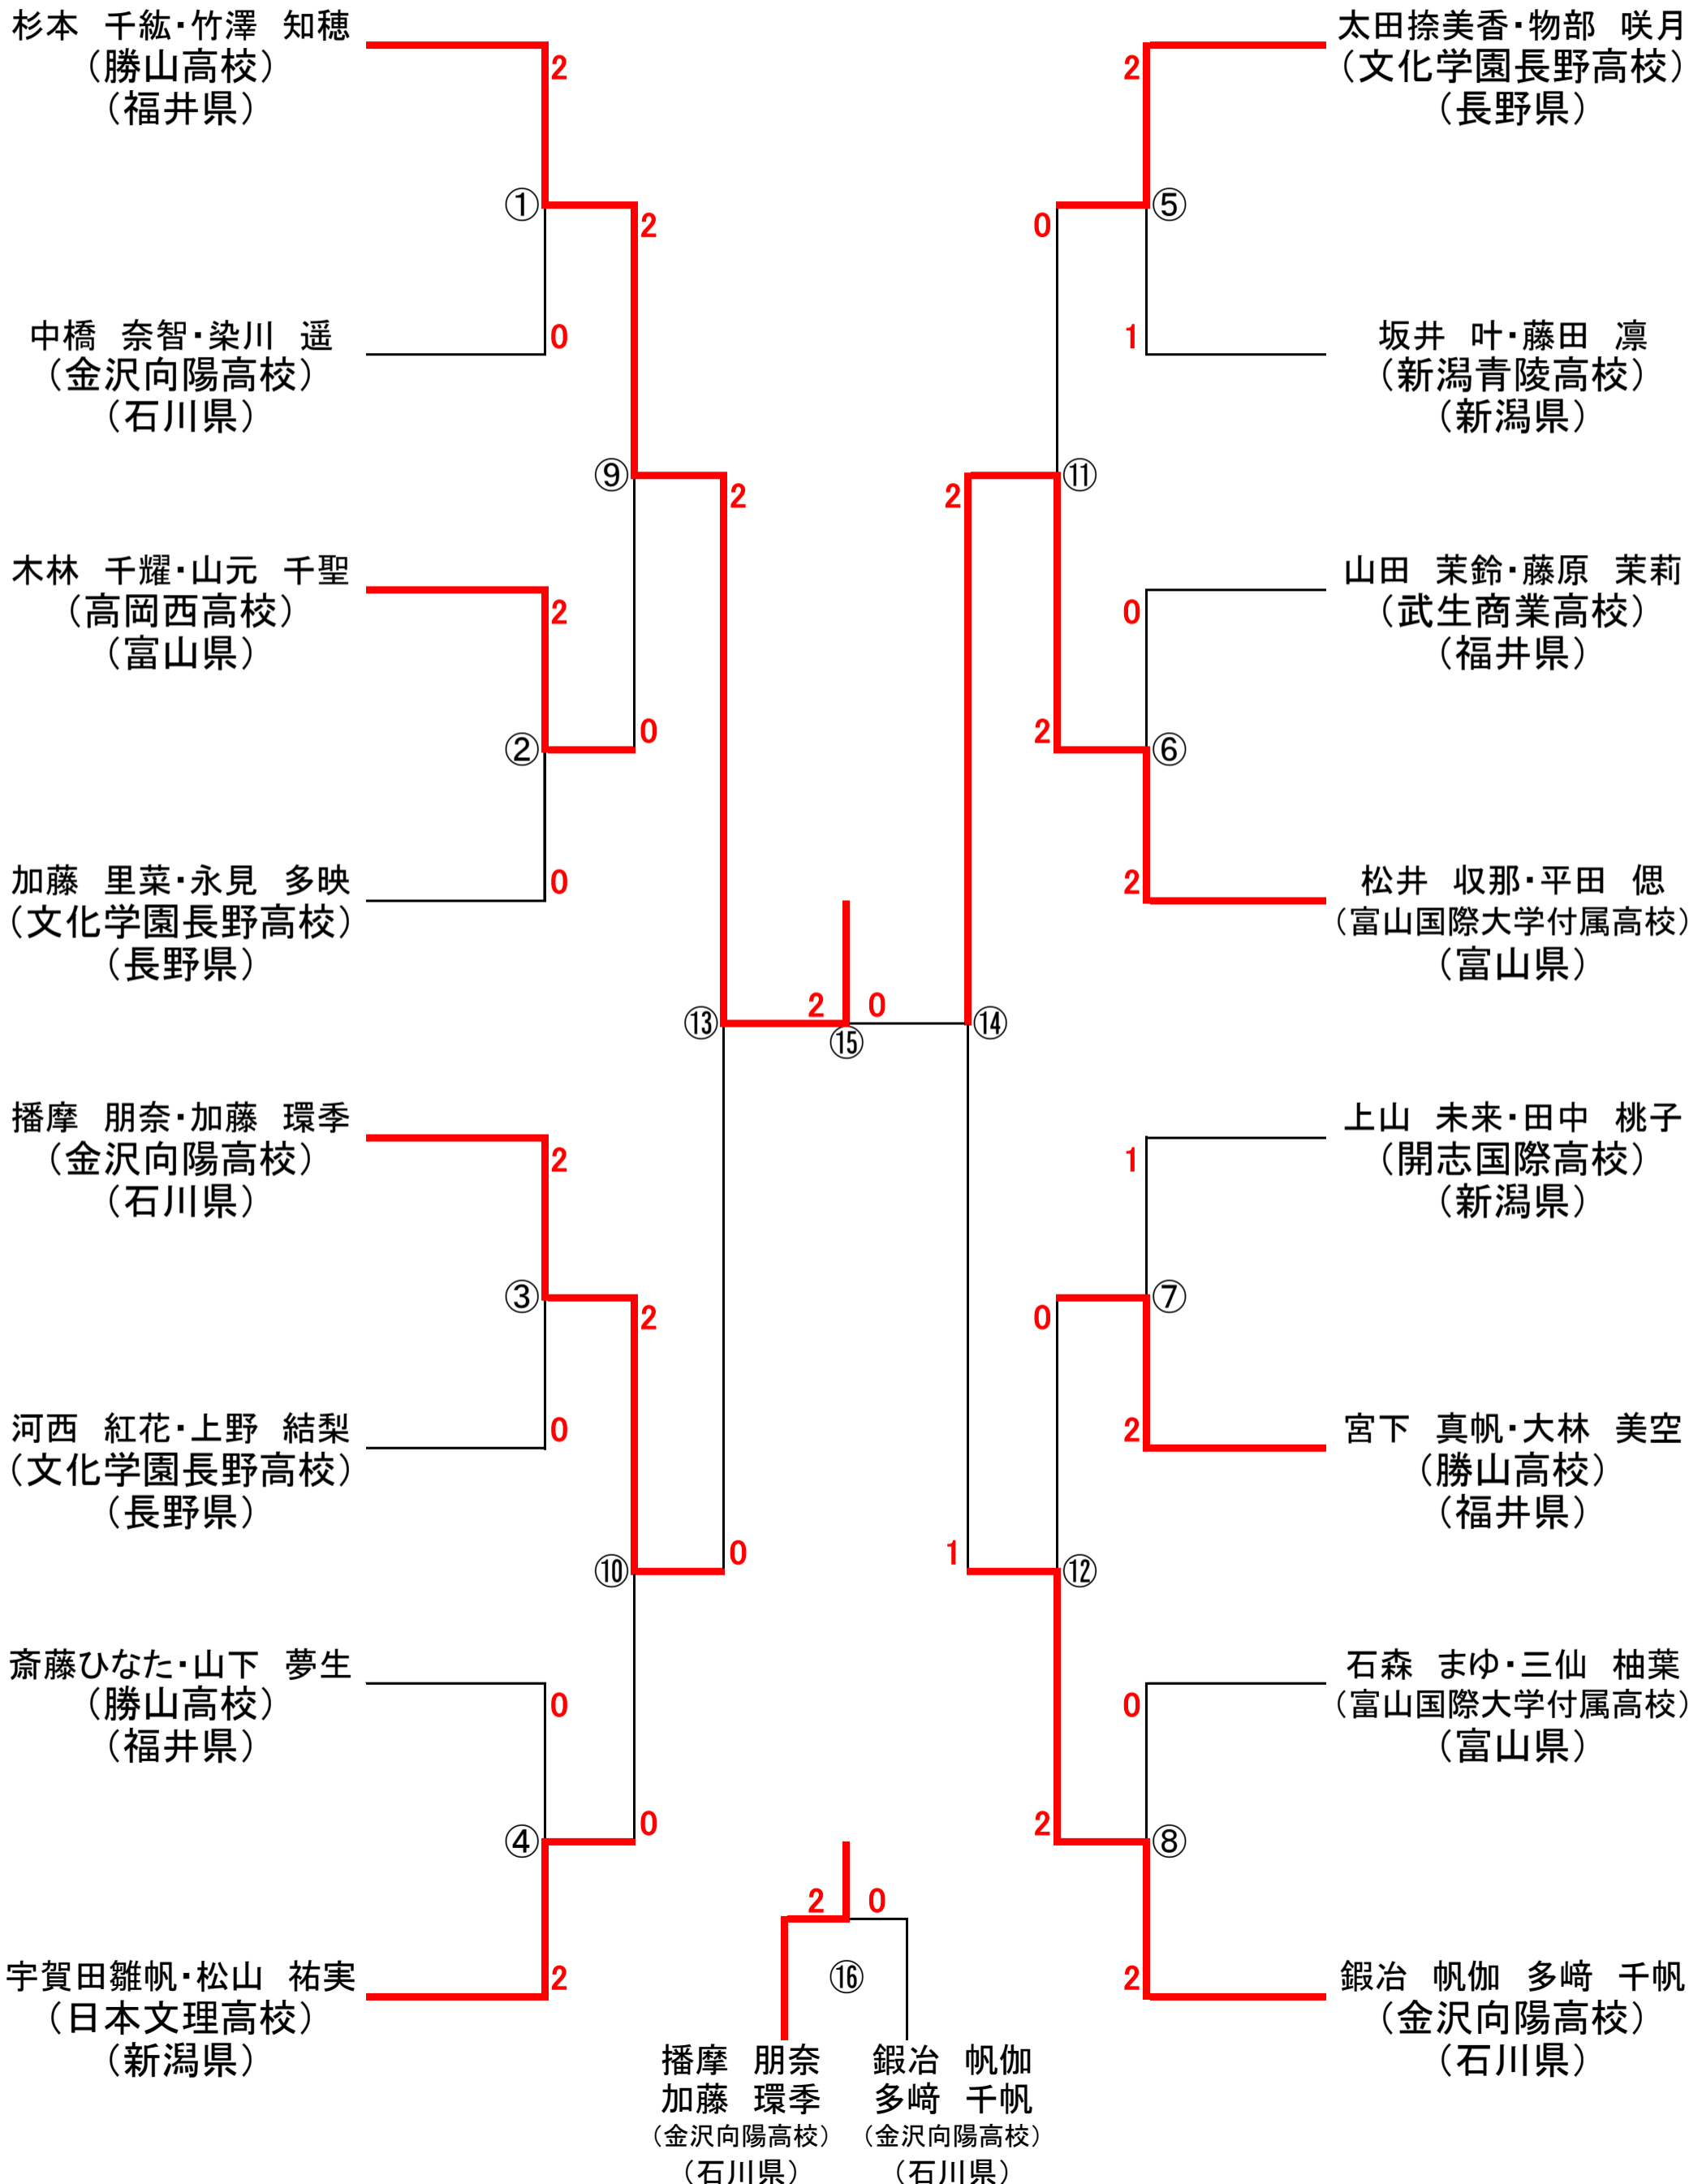 杉本　千紘・竹澤　知穂
（勝山高校）
（福井県）
2
①
2
中橋　奈智・染川　遥
（金沢向陽高校）
（石川県）
0
⑨
2
木林　千耀・山元　千聖
（高岡西高校）
（富山県）
2
②
0
加藤　里菜・永見　多映
（文化学園長野高校）
（長野県）
0
⑬
播摩　朋奈・加藤　環季
（金沢向陽高校）
（石川県）
2
③
2
河西　紅花・上野　結梨
（文化学園長野高校）
（長野県）
0
⑩
0
斎藤ひなた・山下　夢生
（勝山高校）
（福井県）
0
④
0
宇賀田雛帆・松山　祐実
（日本文理高校）
（新潟県）
2
2
0
⑮
太田捺美香・物部　咲月
（文化学園長野高校）
（長野県）
2
⑤
0
坂井　叶・藤田　凛
（新潟青陵高校）
（新潟県）
1
⑪
2
山田　茉鈴・藤原　茉莉
（武生商業高校）
（福井県）
0
⑥
2
松井　収那・平田　偲
（富山国際大学付属高校）
（富山県）
2
⑭
上山　未来・田中　桃子
（開志国際高校）
（新潟県）
1
⑦
0
宮下　真帆・大林　美空
（勝山高校）
（福井県）
2
⑫
1
石森　まゆ・三仙　柚葉
（富山国際大学付属高校）
（富山県）
0
⑧
2
鍜冶　帆伽　多﨑　千帆
（金沢向陽高校）
（石川県）
2
2
0
⑯
播摩　朋奈
加藤　環季
（金沢向陽高校）
（石川県）
鍜冶　帆伽
多﨑　千帆
（金沢向陽高校）
（石川県）